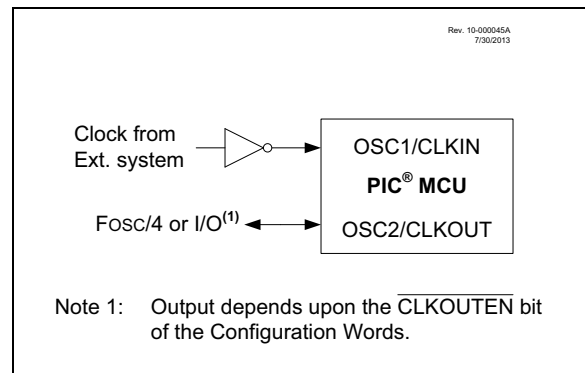 Rev. 10-000045A
7/30/2013
Clock from
Ext. system
OSC1/CLKIN
PIC® MCU
FOSC/4 or I/O(1)
OSC2/CLKOUT
Note 1: Output depends upon the CLKOUTEN bit
of the Configuration Words.